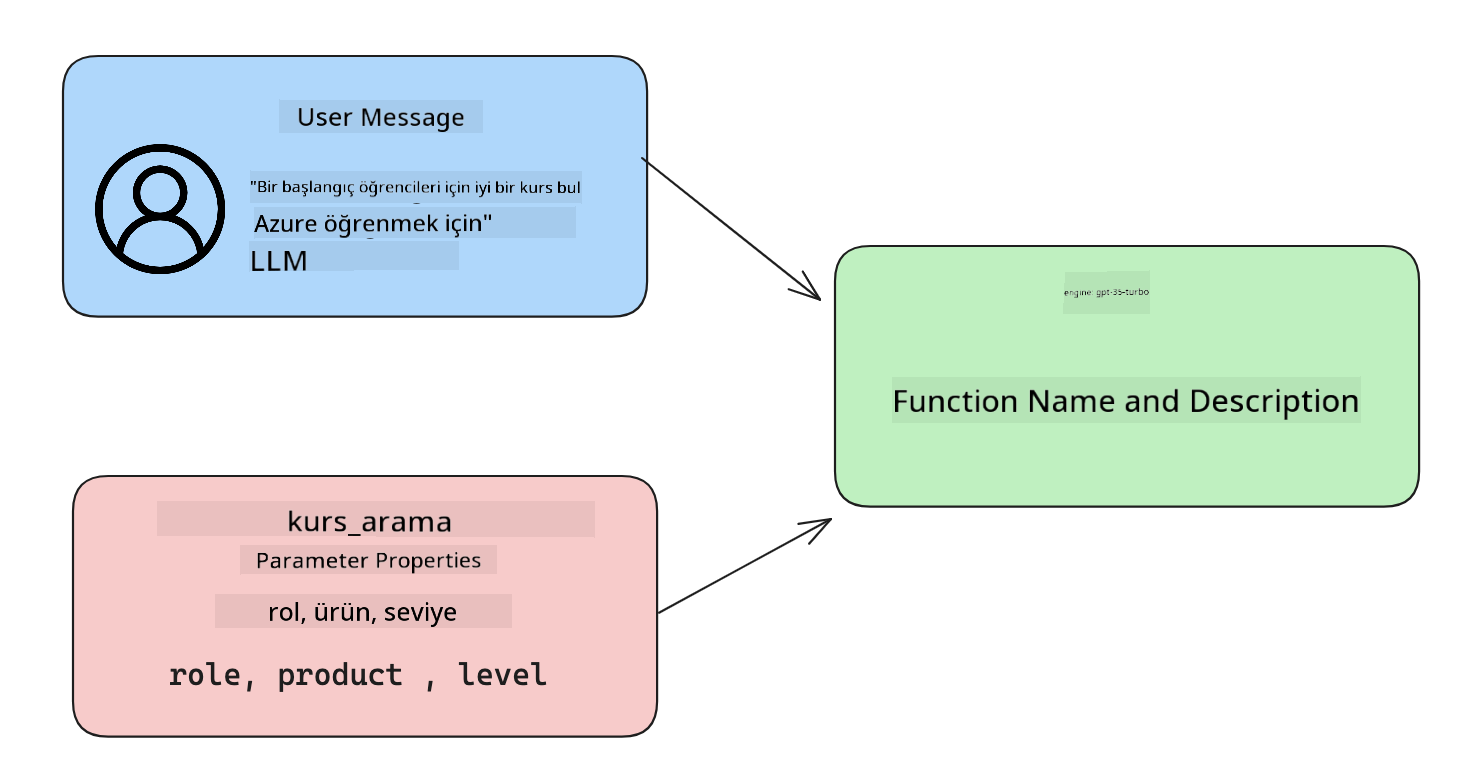 User Message
"Bir başlangıç öğrencileri için iyi bir kurs bul
Azure öğrenmek için"
LLM
engine: gpt-35-turbo
Function Name and Description
kurs_arama
Parameter Properties
rol, ürün, seviye
role, product , level